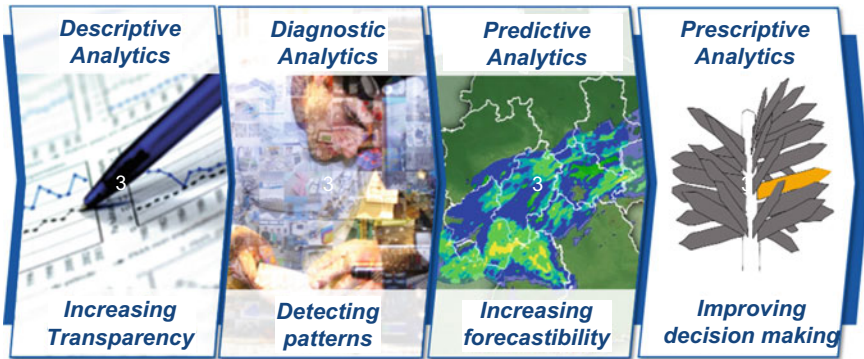 Descriptive
Analytics
3
Increasing
Transparency
Diagnostic
Analytics
3
Detecting
patterns
Predictive
Analytics
3
Increasing
forecastibility
Prescriptive
Analytics
3
Improving
decision making